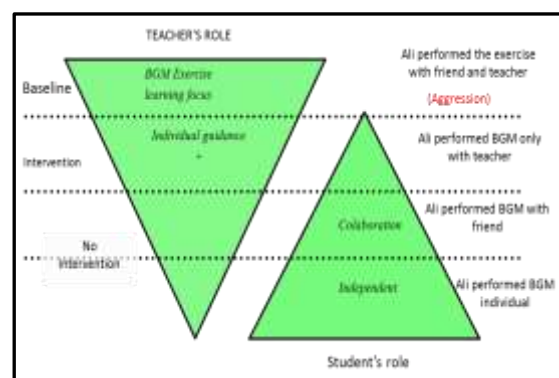 TEACHER'S ROLE
BGM Exercise
learning focus
Baseline
Ali performed the exercise
with friend and teacher
(Aggression)
Individual guidance
+
Intervention
Ali performed BGM only
with teacher
Colaboration
Ali performed BGM with
friend
No
Intervention
Independent
Ali performed BGM
individual
Student's role